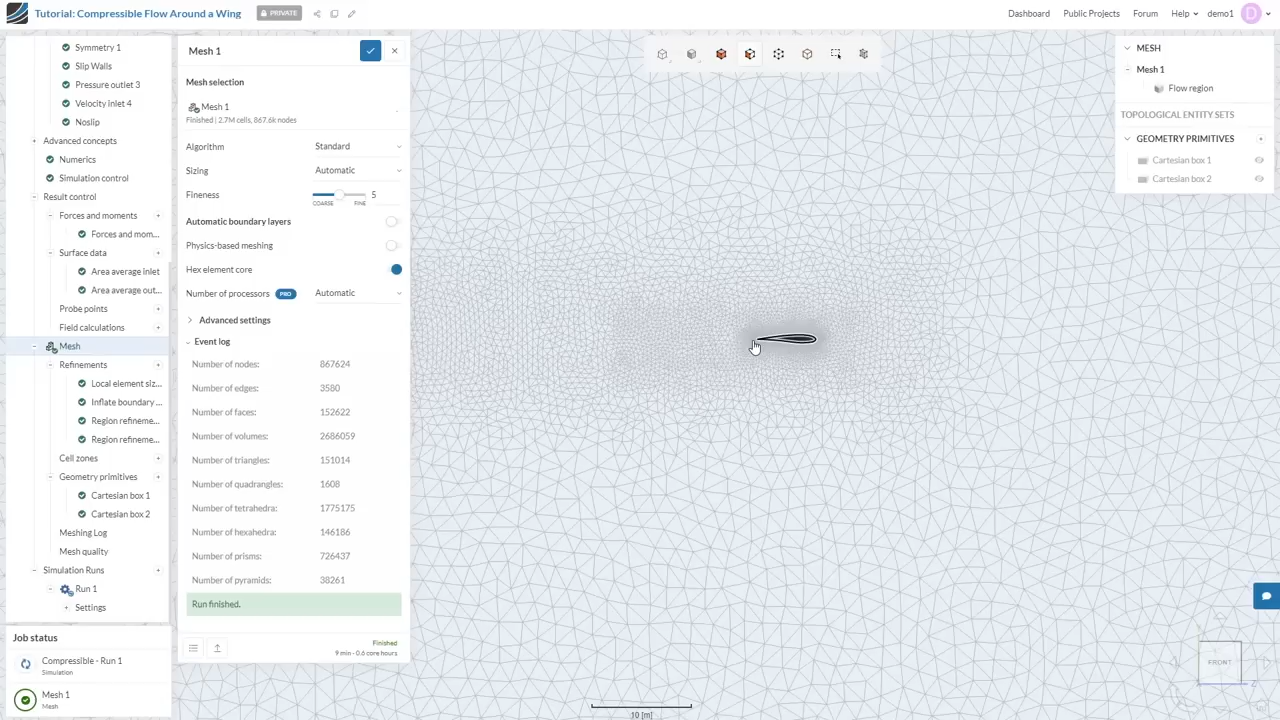 Tutorial: Compressible Flow Around a Wing
PRIVATE
Dashboard
Public Projects
Forum
Help
demo1
D
Symmetry 1
Slip Walls
Pressure outlet 3
Velocity inlet 4
Noslip
Advanced concepts
Numerics
Simulation control
Result control
Forces and moments
Forces and mom...
Surface data
Area average inlet
Area average out...
Probe points
Field calculations
Mesh
Refinements
Local element siz...
Inflate boundary ...
Region refineme...
Region refineme...
Cell zones
Geometry primitives
Cartesian box 1
Cartesian box 2
Meshing Log
Mesh quality
Simulation Runs
Run 1
Settings
Job status
Compressible - Run 1
Simulation
Mesh 1
Mesh
Mesh 1
Mesh selection
Mesh 1
Finished | 2.7M cells, 867.6k nodes
Algorithm Standard
Sizing Automatic
Fineness 5
COARSE FINE
Automatic boundary layers
Physics-based meshing
Hex element core
Number of processors PRO Automatic
Advanced settings
Event log
Number of nodes: 867624
Number of edges: 3580
Number of faces: 152622
Number of volumes: 2686059
Number of triangles: 151014
Number of quadrangles: 1608
Number of tetrahedra: 1775175
Number of hexahedra: 146186
Number of prisms: 726437
Number of pyramids: 38261
Run finished.
Finished
9 min - 0.6 core hours
MESH
Mesh 1
Flow region
TOPOLOGICAL ENTITY SETS
GEOMETRY PRIMITIVES
Cartesian box 1
Cartesian box 2
FRONT
Z
10 [m]